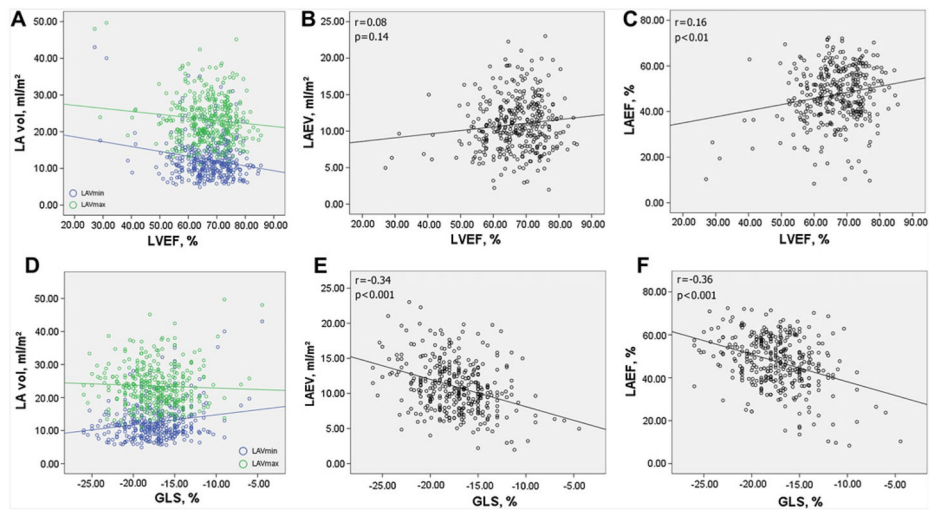 A
50.00
40.00
30.00
20.00
10.00
0.00
LA vol, ml/m²
LAVmin
LAVmax
20.00 30.00 40.00 50.00 60.00 70.00 80.00 90.00
LVEF, %
B
r=0.08
p=0.14
25.00
20.00
15.00
10.00
5.00
0.00
LAEV, ml/m²
20.00 30.00 40.00 50.00 60.00 70.00 80.00 90.00
LVEF, %
C
r=0.16
p<0.01
80.00
60.00
40.00
20.00
0.00
LAEF, %
20.00 30.00 40.00 50.00 60.00 70.00 80.00 90.00
LVEF, %
D
50.00
40.00
30.00
20.00
10.00
0.00
LA vol, ml/m²
LAVmin
LAVmax
-25.00 -20.00 -15.00 -10.00 -5.00
GLS, %
E
r=-0.34
p<0.001
25.00
20.00
15.00
10.00
5.00
0.00
LAEV, ml/m²
-25.00 -20.00 -15.00 -10.00 -5.00
GLS, %
F
r=-0.36
p<0.001
80.00
60.00
40.00
20.00
0.00
LAEF, %
-25.00 -20.00 -15.00 -10.00 -5.00
GLS, %